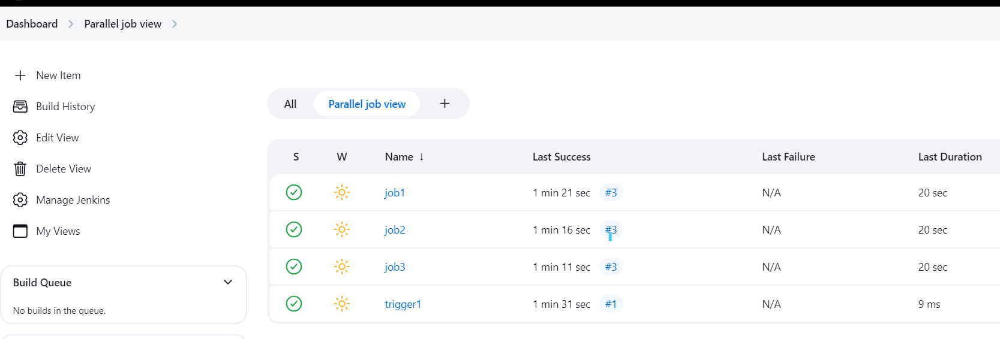 Dashboard > Parallel job view >
New Item
Build History
Edit View
Delete View
Manage Jenkins
My Views
Build Queue
No builds in the queue.
All Parallel job view +
S W Name ↓ Last Success Last Failure Last Duration
job1 1 min 21 sec #3 N/A 20 sec
job2 1 min 16 sec #3 N/A 20 sec
job3 1 min 11 sec #3 N/A 20 sec
trigger1 1 min 31 sec #1 N/A 9 ms